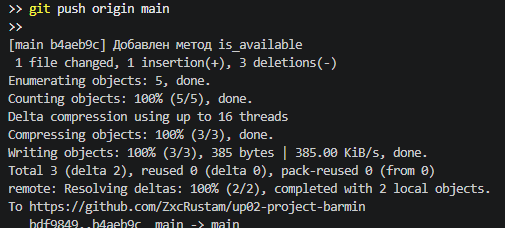 >> git push origin main
>>
[main b4aeb9c] Добавлен метод is_available
1 file changed, 1 insertion(+), 3 deletions(-)
Enumerating objects: 5, done.
Counting objects: 100% (5/5), done.
Delta compression using up to 16 threads
Compressing objects: 100% (3/3), done.
Writing objects: 100% (3/3), 385 bytes | 385.00 KiB/s, done.
Total 3 (delta 2), reused 0 (delta 0), pack-reused 0 (from 0)
remote: Resolving deltas: 100% (2/2), completed with 2 local objects.
To https://github.com/ZxcRustam/up02-project-barmin
bdf9849..b4aeb9c main -> main